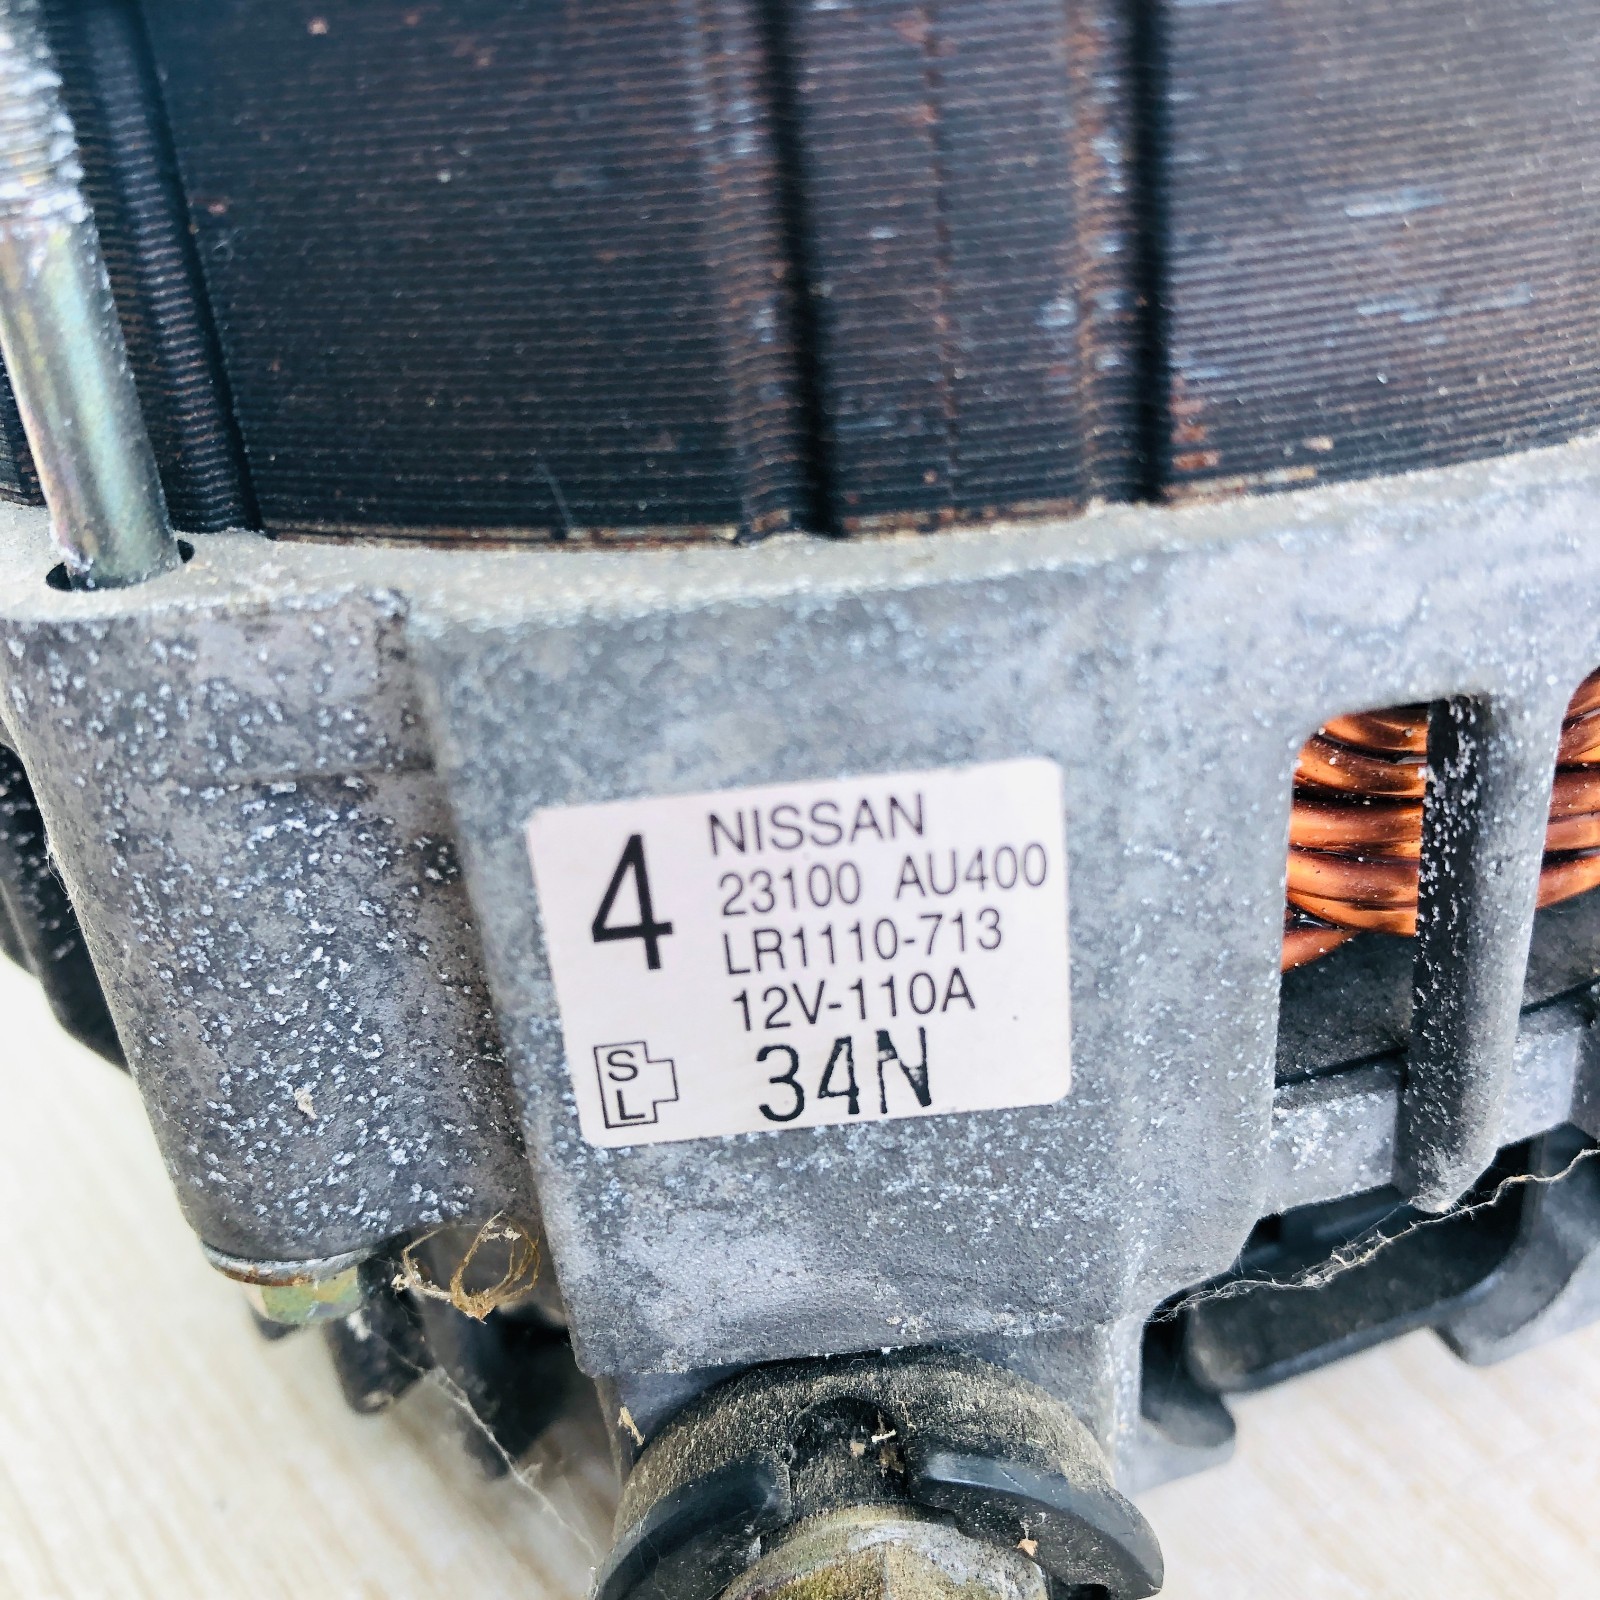 4
NISSAN
23100 AU400
LR1110-713
12V-110A
34N
S
L